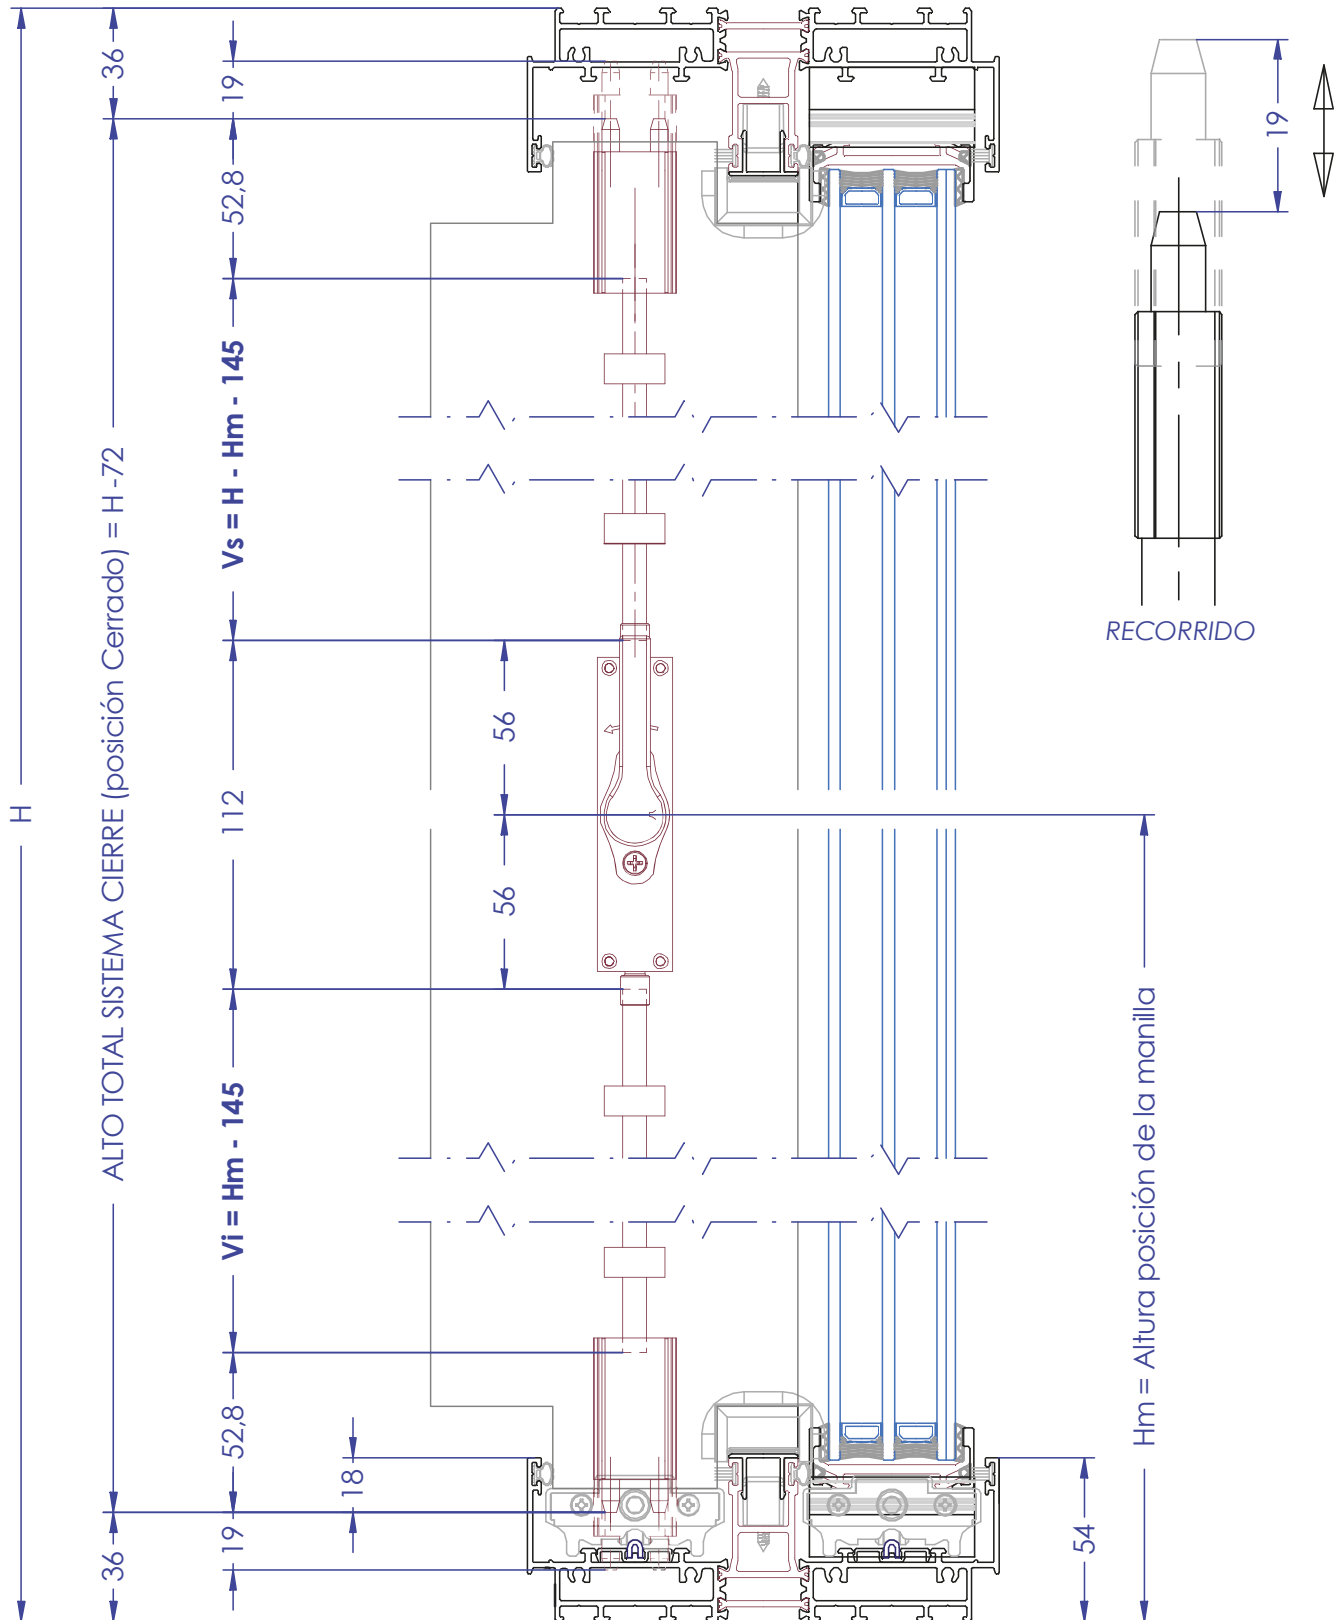 H
36
ALTO TOTAL SISTEMA CIERRE (posición Cerrado) = H -72
36
19
52,8
Vs = H - Hm - 145
112
Vi = Hm - 145
52,8
19
18
56
56
54
Hm = Altura posición de la manilla
19
RECORRIDO